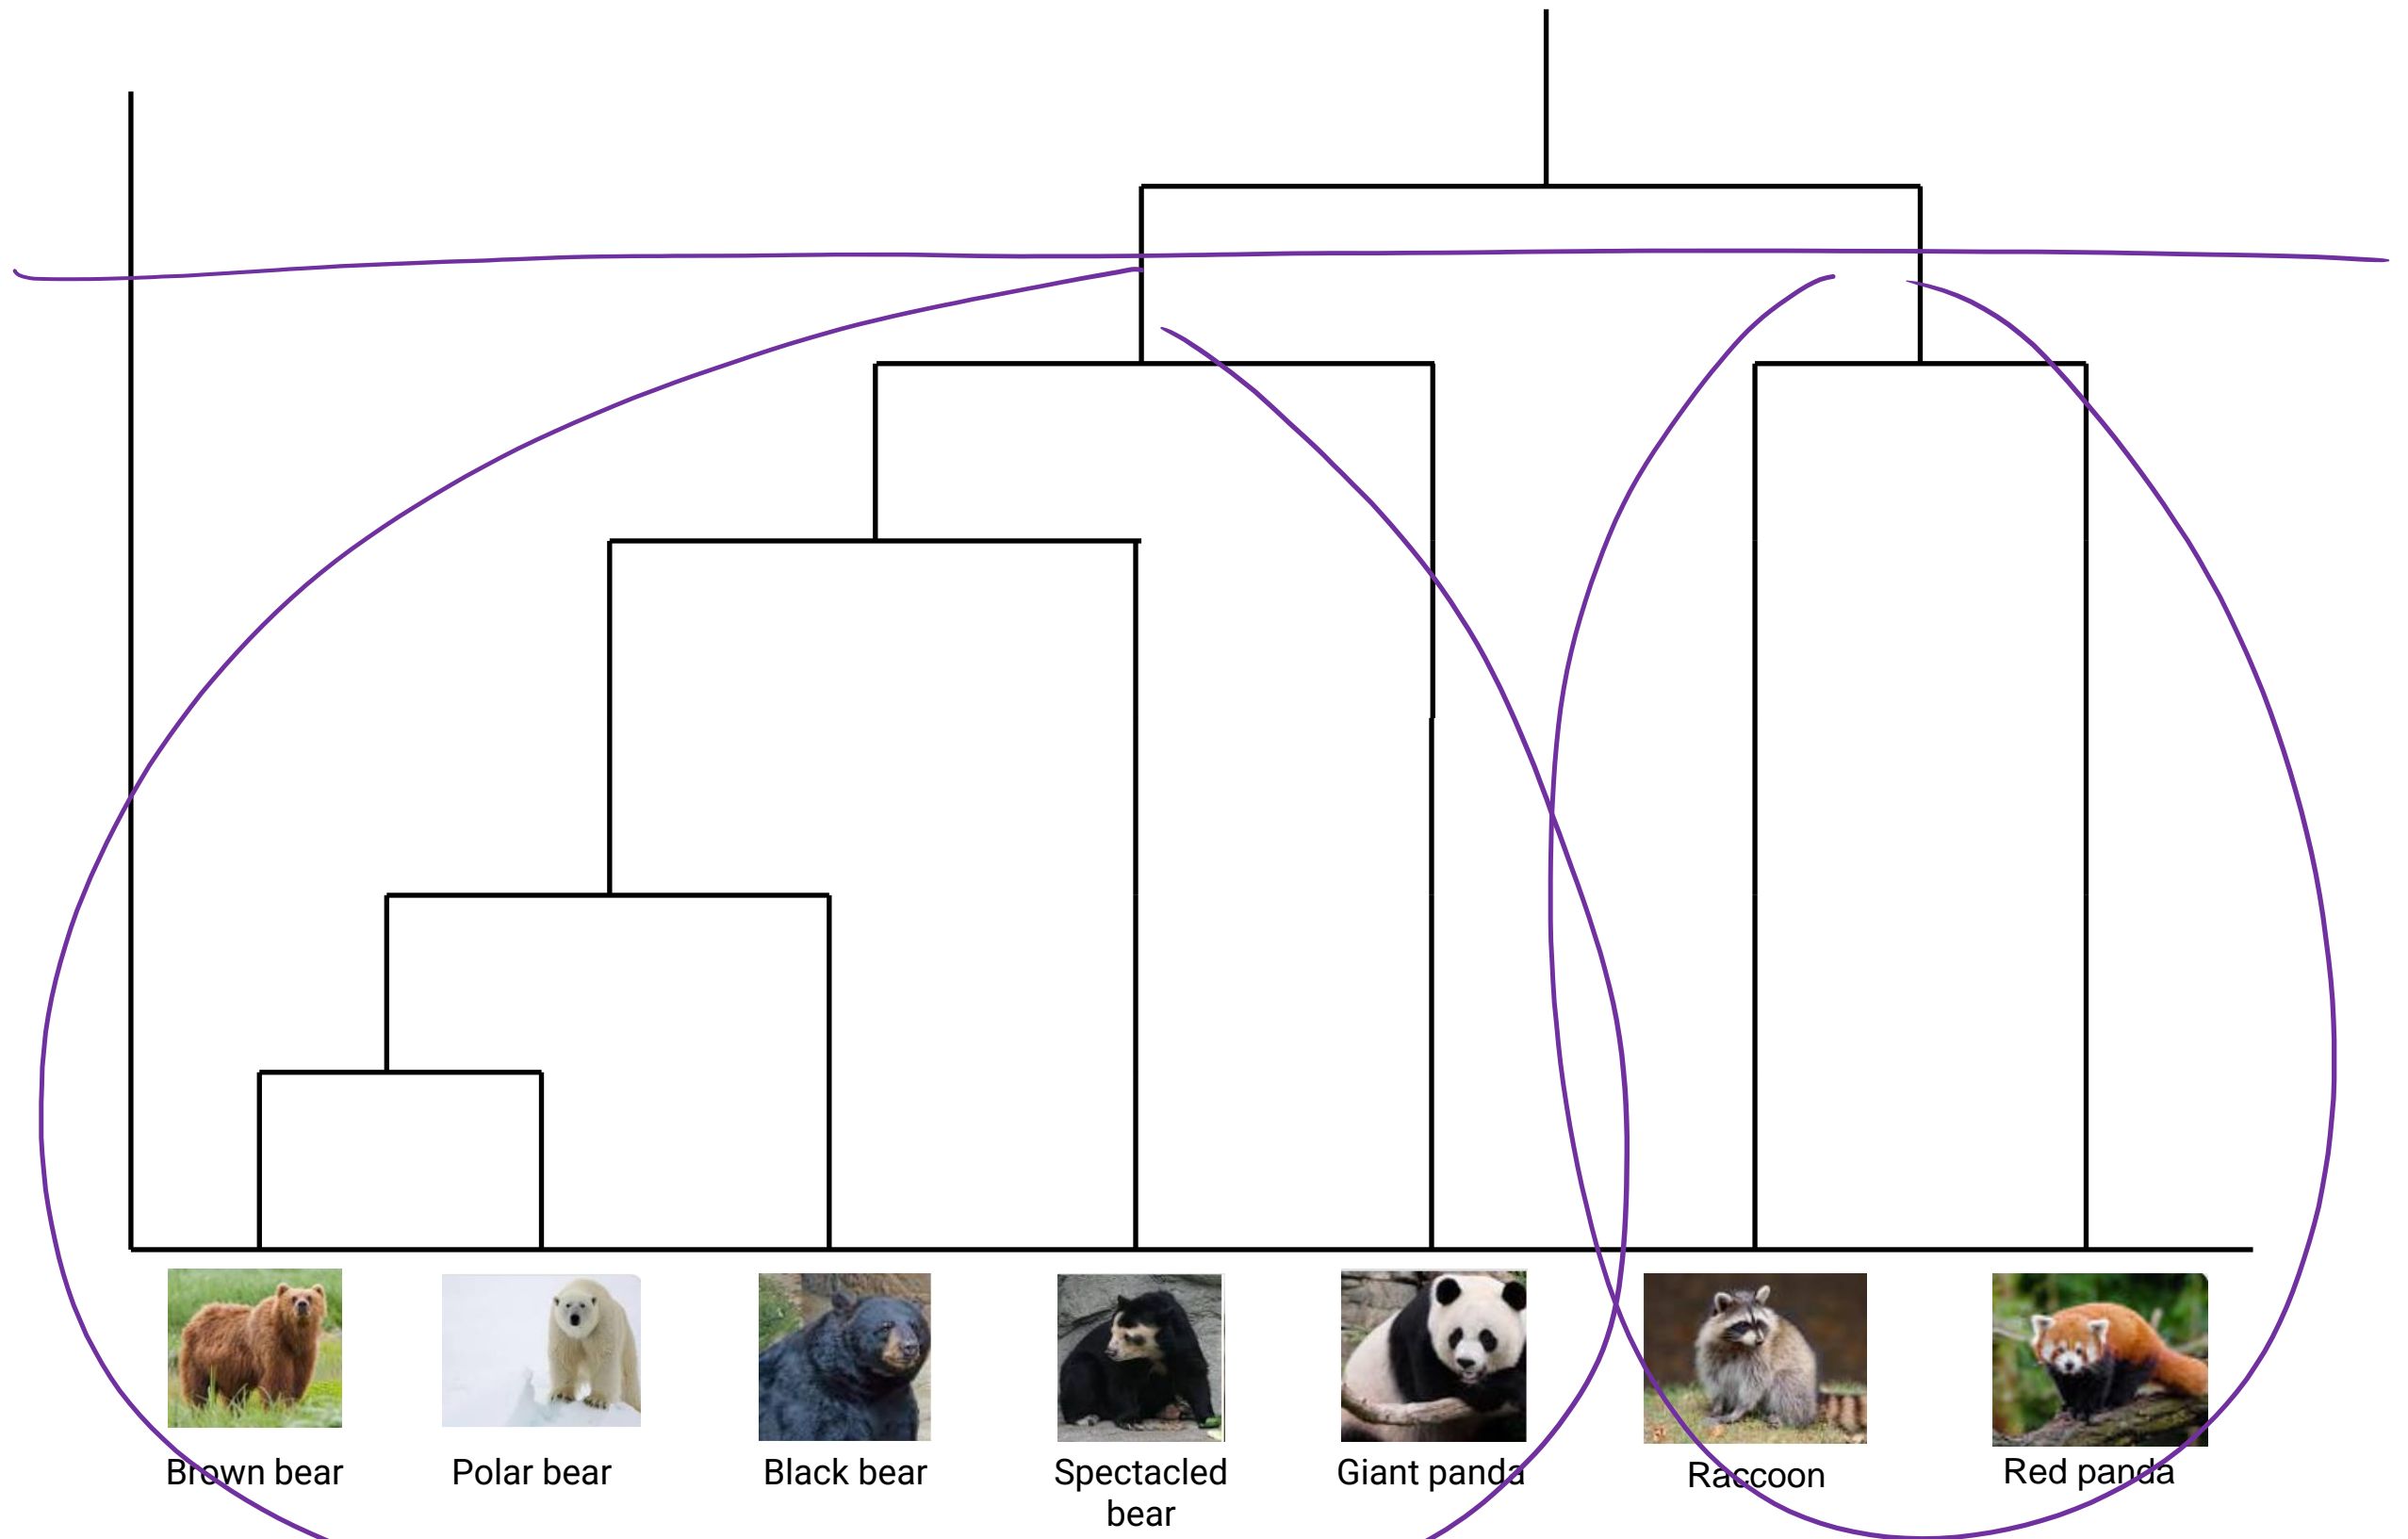 Brown bear
Polar bear
Black bear
Spectacled
bear
Giant panda
Raccoon
Red panda